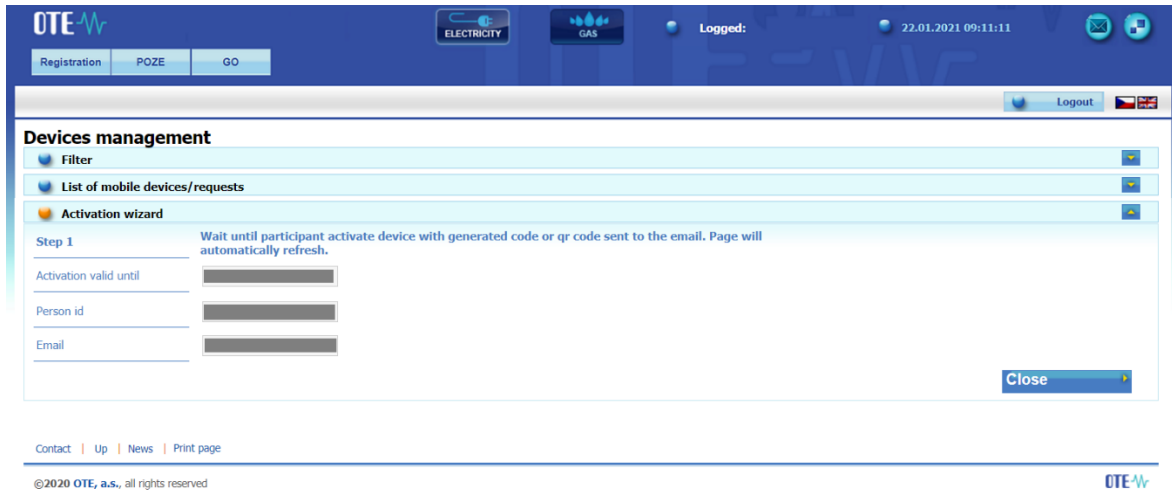 OTE
ELECTRICITY
GAS
Logged:
22.01.2021 09:11:11
Registration POZE GO
Logout
Devices management
Filter
List of mobile devices/requests
Activation wizard
Step 1
Wait until participant activate device with generated code or qr code sent to the email. Page will
automatically refresh.
Activation valid until
Person id
Email
Close
Contact | Up | News | Print page
©2020 OTE, a.s., all rights reserved
OTE